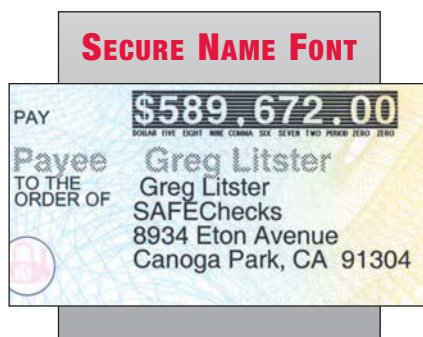 SECURE NAME FONT
PAY
$589,672.00
DOLLAR FIVE EIGHT NINE COMMA SIX SEVEN TWO PERIOD ZERO ZERO
Payee Greg Litster
TO THE
ORDER OF
Greg Litster
SAFEChecks
8934 Eton Avenue
Canoga Park, CA 91304